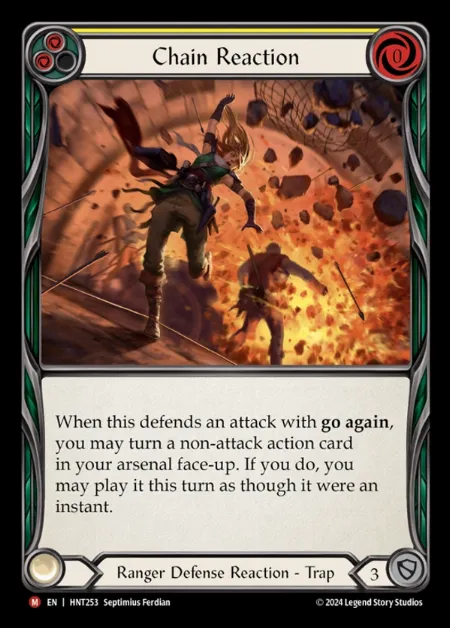 Chain Reaction
0
When this defends an attack with go again,
you may turn a non-attack action card
in your arsenal face-up. If you do, you
may play it this turn as though it were an
instant.
Ranger Defense Reaction - Trap
3
M EN | HNT253 Septimius Ferdian
© 2024 Legend Story Studios